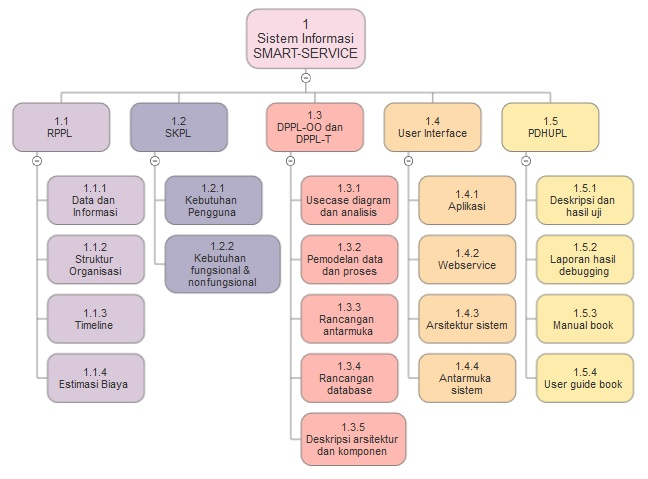 1
Sistem Informasi
SMART-SERVICE
1.1
RPPL
1.1.1
Data dan
Informasi
1.1.2
Struktur
Organisasi
1.1.3
Timeline
1.1.4
Estimasi Biaya
1.2
SKPL
1.2.1
Kebutuhan
Pengguna
1.2.2
Kebutuhan
fungsional &
nonfungsional
1.3
DPPL-OO dan
DPPL-T
1.3.1
Usecase diagram
dan analisis
1.3.2
Pemodelan data
dan proses
1.3.3
Rancangan
antarmuka
1.3.4
Rancangan
database
1.3.5
Deskripsi arsitektur
dan komponen
1.4
User Interface
1.4.1
Aplikasi
1.4.2
Webservice
1.4.3
Arsitektur sistem
1.4.4
Antarmuka
sistem
1.5
PDHUPL
1.5.1
Deskripsi dan
hasil uji
1.5.2
Laporan hasil
debugging
1.5.3
Manual book
1.5.4
User guide book